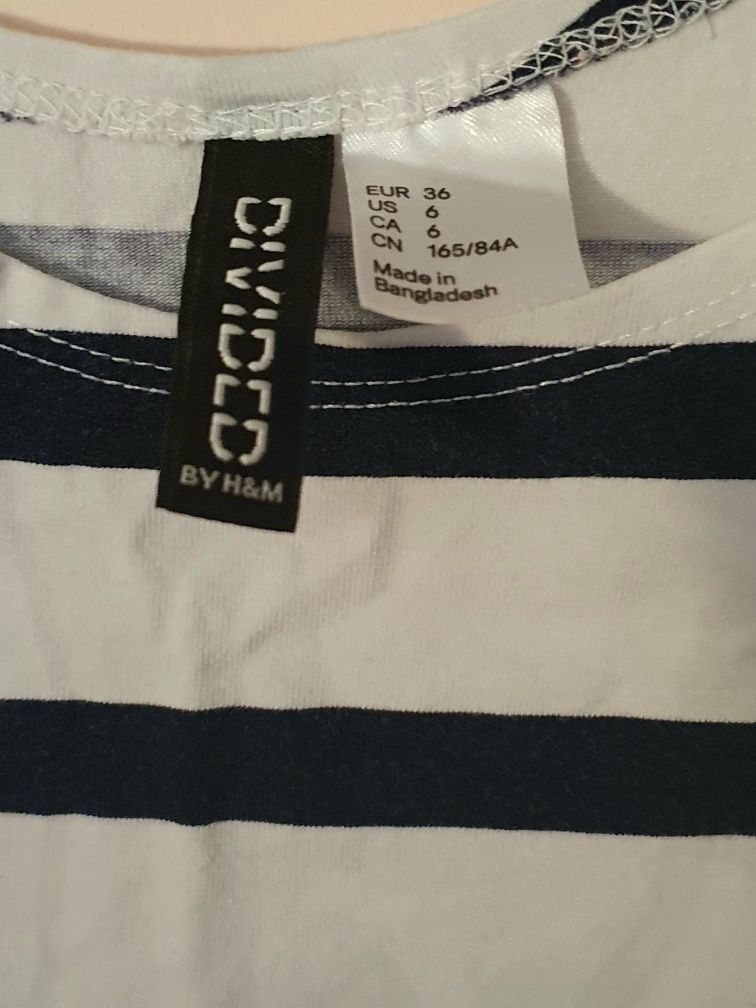 DIVIDED
BY H&M
EUR 36
US 6
CA 6
CN 165/84A
Made in
Bangladesh